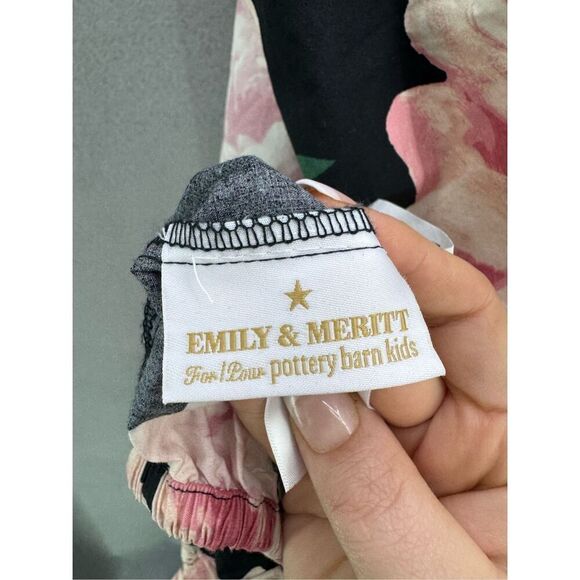 EMILY & MERITT
For/Pour pottery barn kids